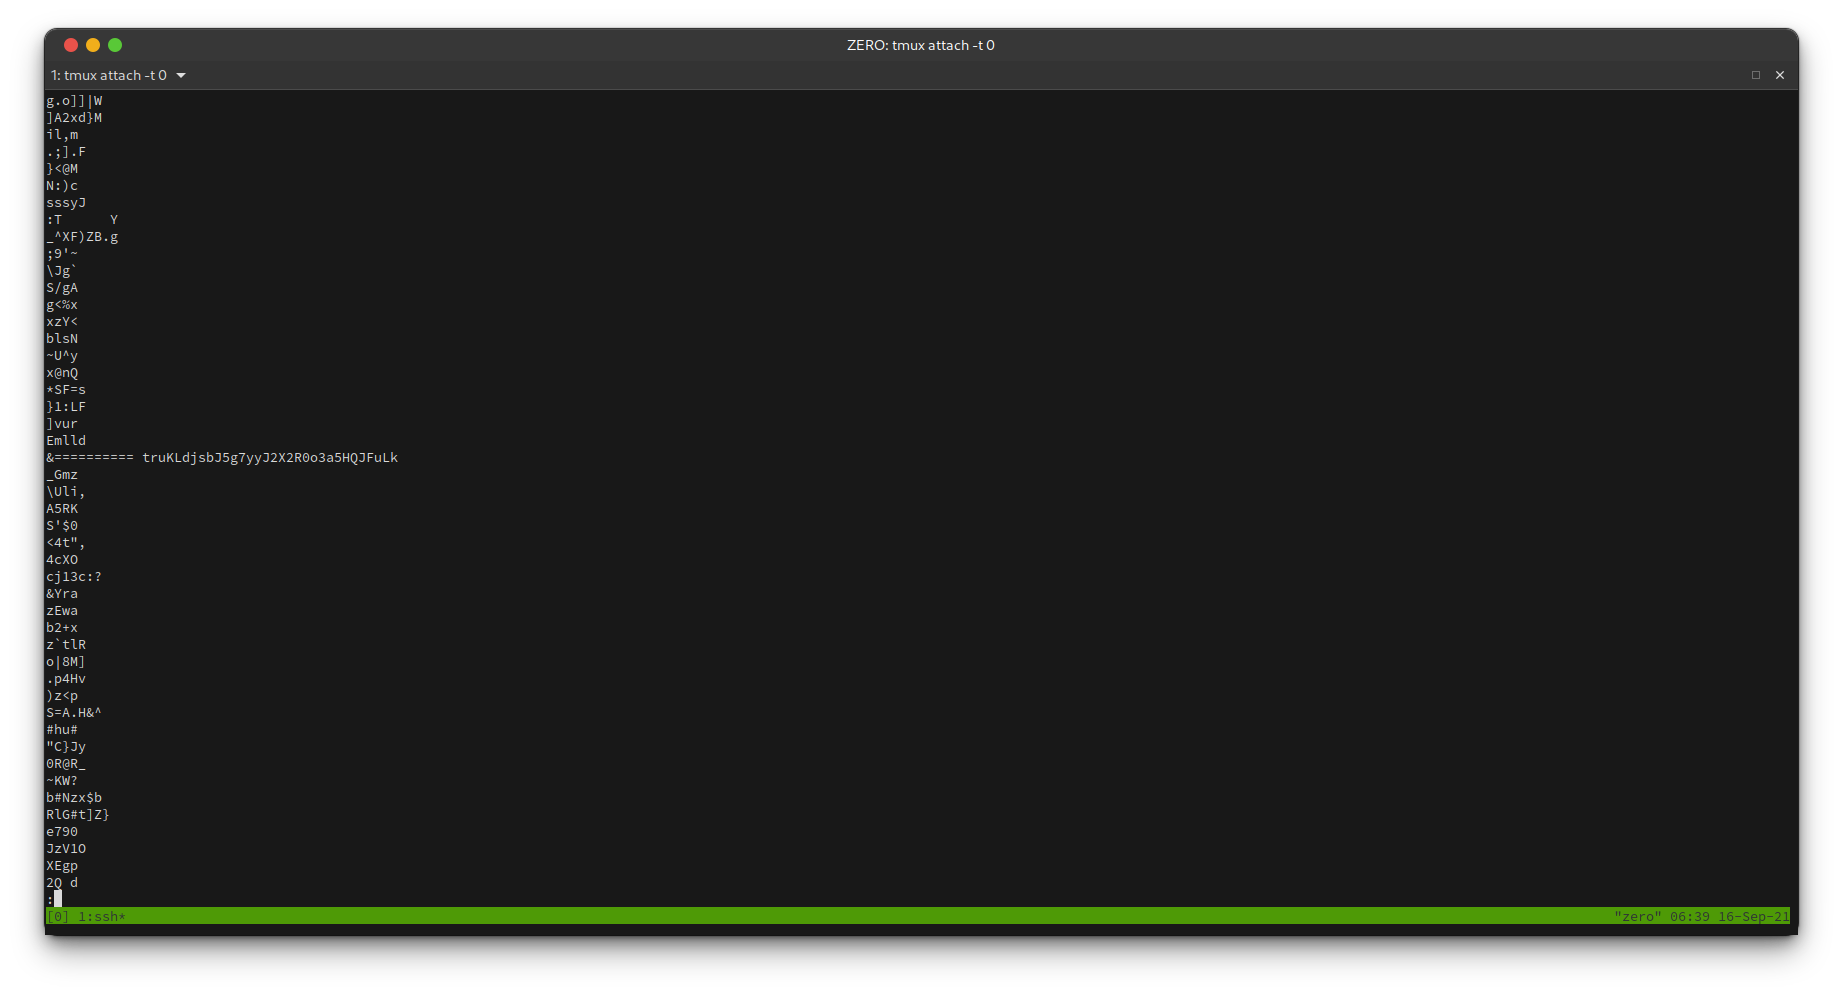 ZERO: tmux attach -t 0
1: tmux attach -t 0
g.o]]|W
]A2xd}M
il,m
.;].F
}<@M
N:)c
sssyJ
:T      Y
_^XF)ZB.g
;9'~
\Jg`
S/gA
g<%x
xzY<
blsN
~U^y
x@nQ
*SF=s
}1:LF
]vur
Emlld
&========== truKLdjsbJ5g7yyJ2X2R0o3a5HQJFuLk
_Gmz
\Uli,
A5RK
S'$0
<4t",
4cXO
cj13c:?
&Yra
zEwa
b2+x
z`tlR
o|8M]
.p4Hv
)z<p
S=A.H&^
#hu#
"C}Jy
0R@R_
~KW?
b#Nzx$b
RlG#t]Z}
e790
JzV1O
XEgp
2Q d
:
[0] 1:ssh* "zero" 06:39 16-Sep-21